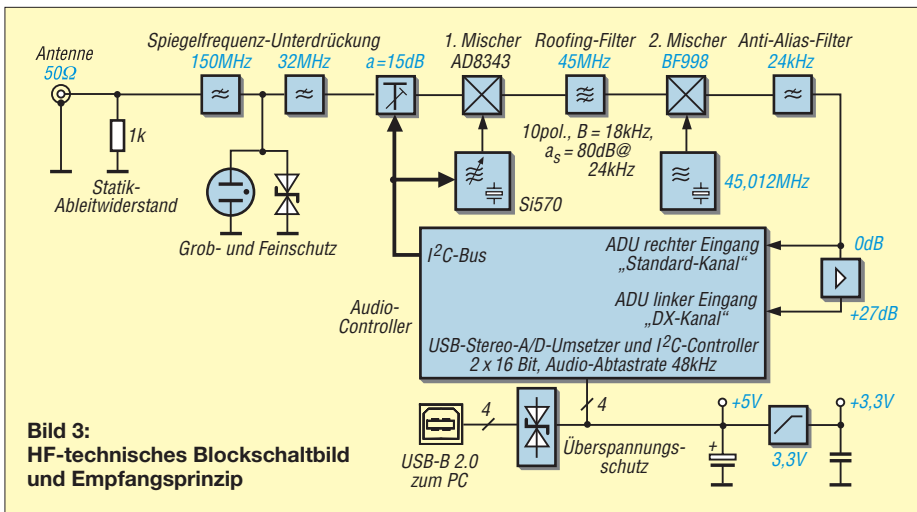 Antenne
50Ω
Spiegelfrequenz-Unterdrückung
150MHz
32MHz
a=15dB
1. Mischer
AD8343
Roofing-Filter
45MHz
2. Mischer
BF998
Anti-Alias-Filter
24kHz
1k
Statik-
Ableitwiderstand
Grob- und Feinschutz
10pol., B = 18kHz,
aₛ = 80dB@
24kHz
Si570
45,012MHz
I²C-Bus
ADU rechter Eingang
„Standard-Kanal“
0dB
ADU linker Eingang
„DX-Kanal“
+27dB
Audio-
Controller
USB-Stereo-A/D-Umsetzer und I²C-Controller
2 x 16 Bit, Audio-Abtastrate 48kHz
4
4
+5V
+3,3V
+
USB-B 2.0
zum PC
Überspannungs-
schutz
3,3V
Bild 3:
HF-technisches Blockschaltbild
und Empfangsprinzip